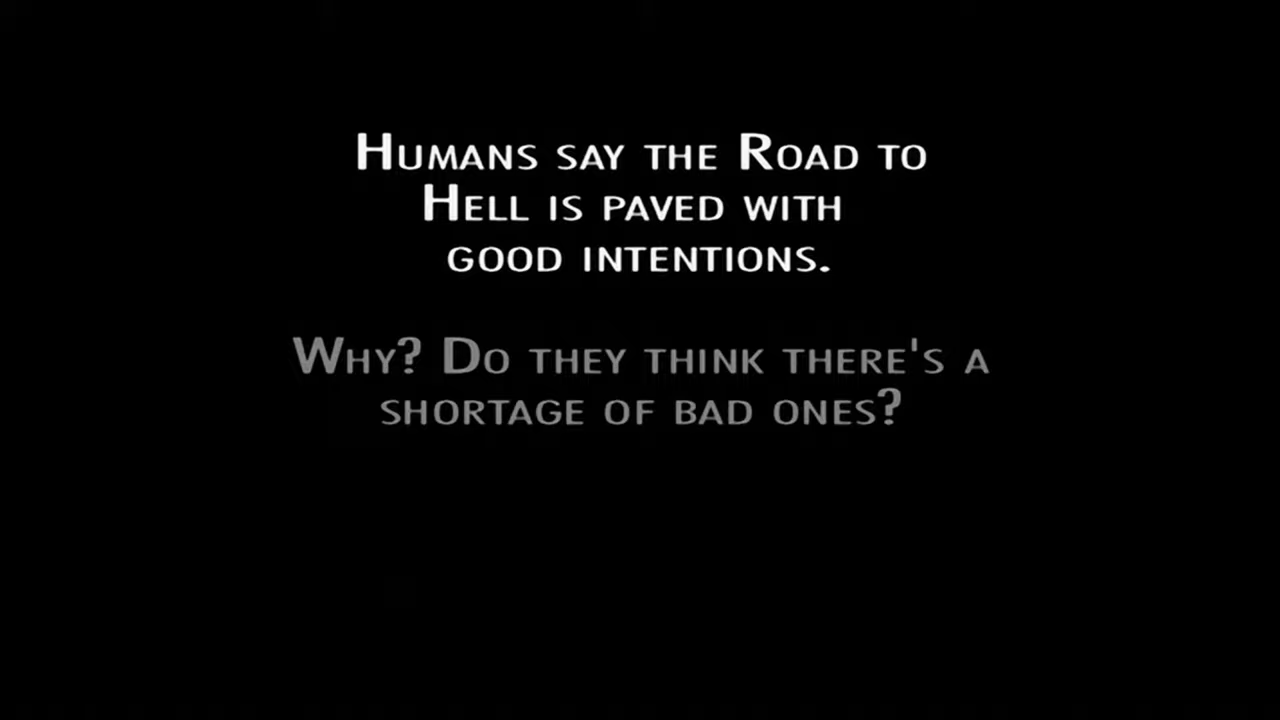 Humans say the Road to
Hell is paved with
good intentions.
Why? Do they think there's a
shortage of bad ones?